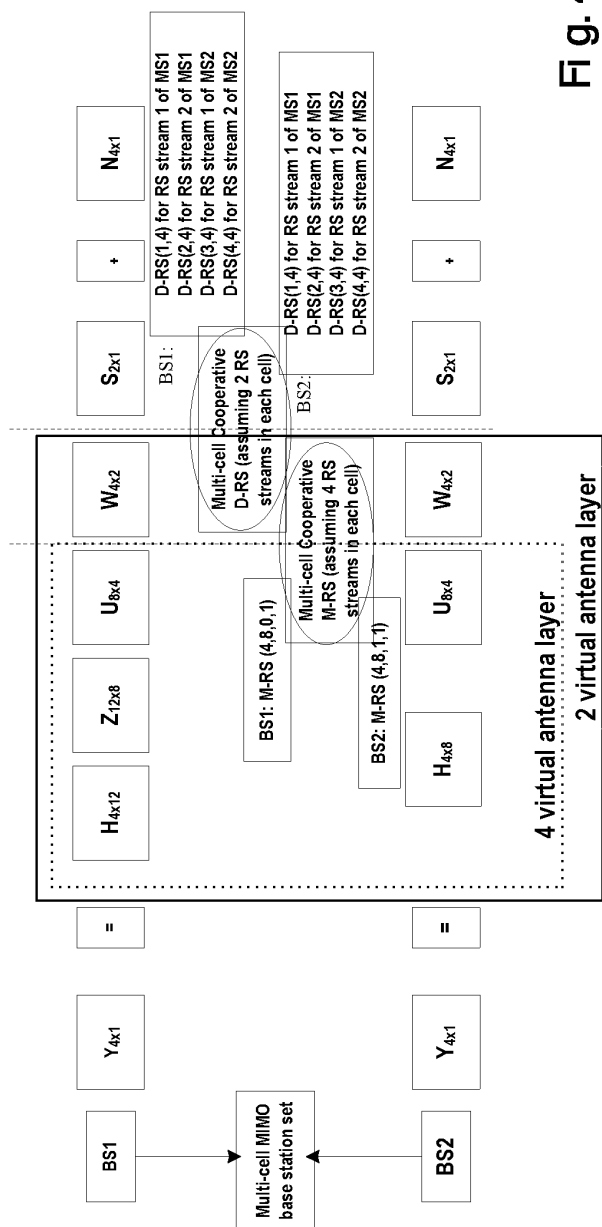 BS1
Y4x1
=
H4x12
Z12x8
U8x4
W4x2
S2x1
+
N4x1
BS1:
D-RS(1,4) for RS stream 1 of MS1
D-RS(2,4) for RS stream 2 of MS1
D-RS(3,4) for RS stream 1 of MS2
D-RS(4,4) for RS stream 2 of MS2
Multi-cell Cooperative
D-RS (assuming 2 RS
streams in each cell)
Multi-cell MIMO
base station set
BS1: M-RS (4,8,0,1)
Multi-cell Cooperative
M-RS (assuming 4 RS
streams in each cell)
BS2: M-RS (4,8,1,1)
BS2:
D-RS(1,4) for RS stream 1 of MS1
D-RS(2,4) for RS stream 2 of MS1
D-RS(3,4) for RS stream 1 of MS2
D-RS(4,4) for RS stream 2 of MS2
BS2
Y4x1
=
H4x8
U8x4
W4x2
S2x1
+
N4x1
4 virtual antenna layer
2 virtual antenna layer
Fi g.